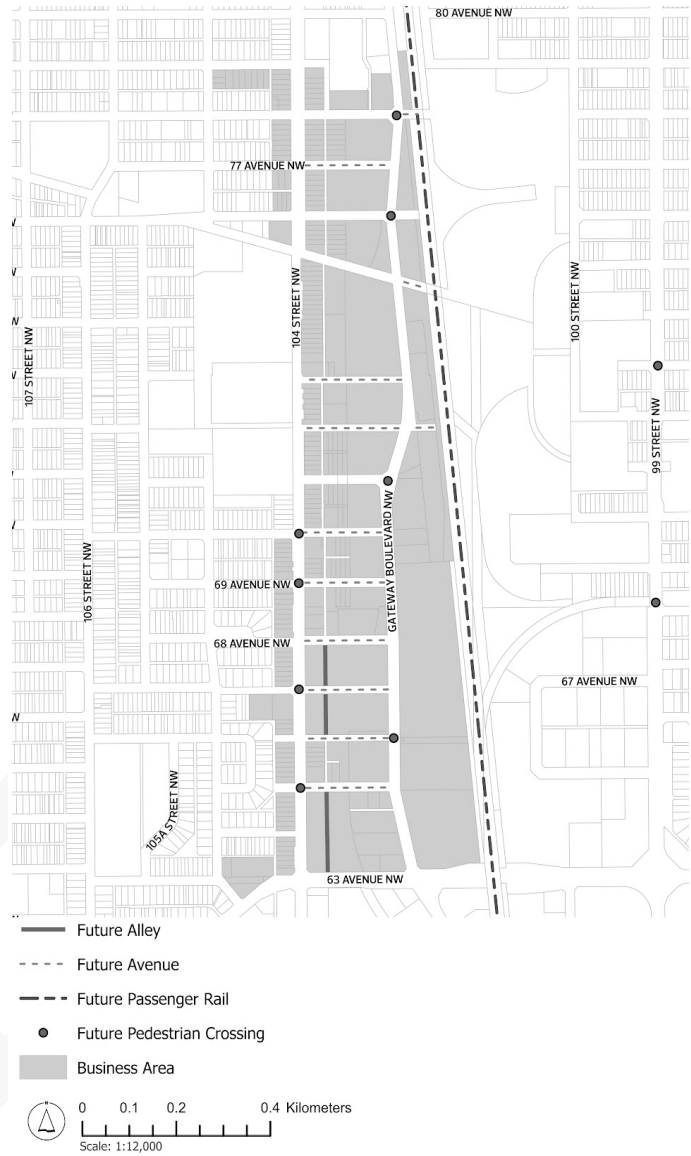 80 AVENUE NW
77 AVENUE NW
104 STREET NW
100 STREET NW
107 STREET NW
99 STREET NW
GATEWAY BOULEVARD NW
106 STREET NW
69 AVENUE NW
68 AVENUE NW
67 AVENUE NW
105A STREET NW
63 AVENUE NW
Future Alley
Future Avenue
Future Passenger Rail
Future Pedestrian Crossing
Business Area
N
0 0.1 0.2 0.4 Kilometers
Scale: 1:12,000